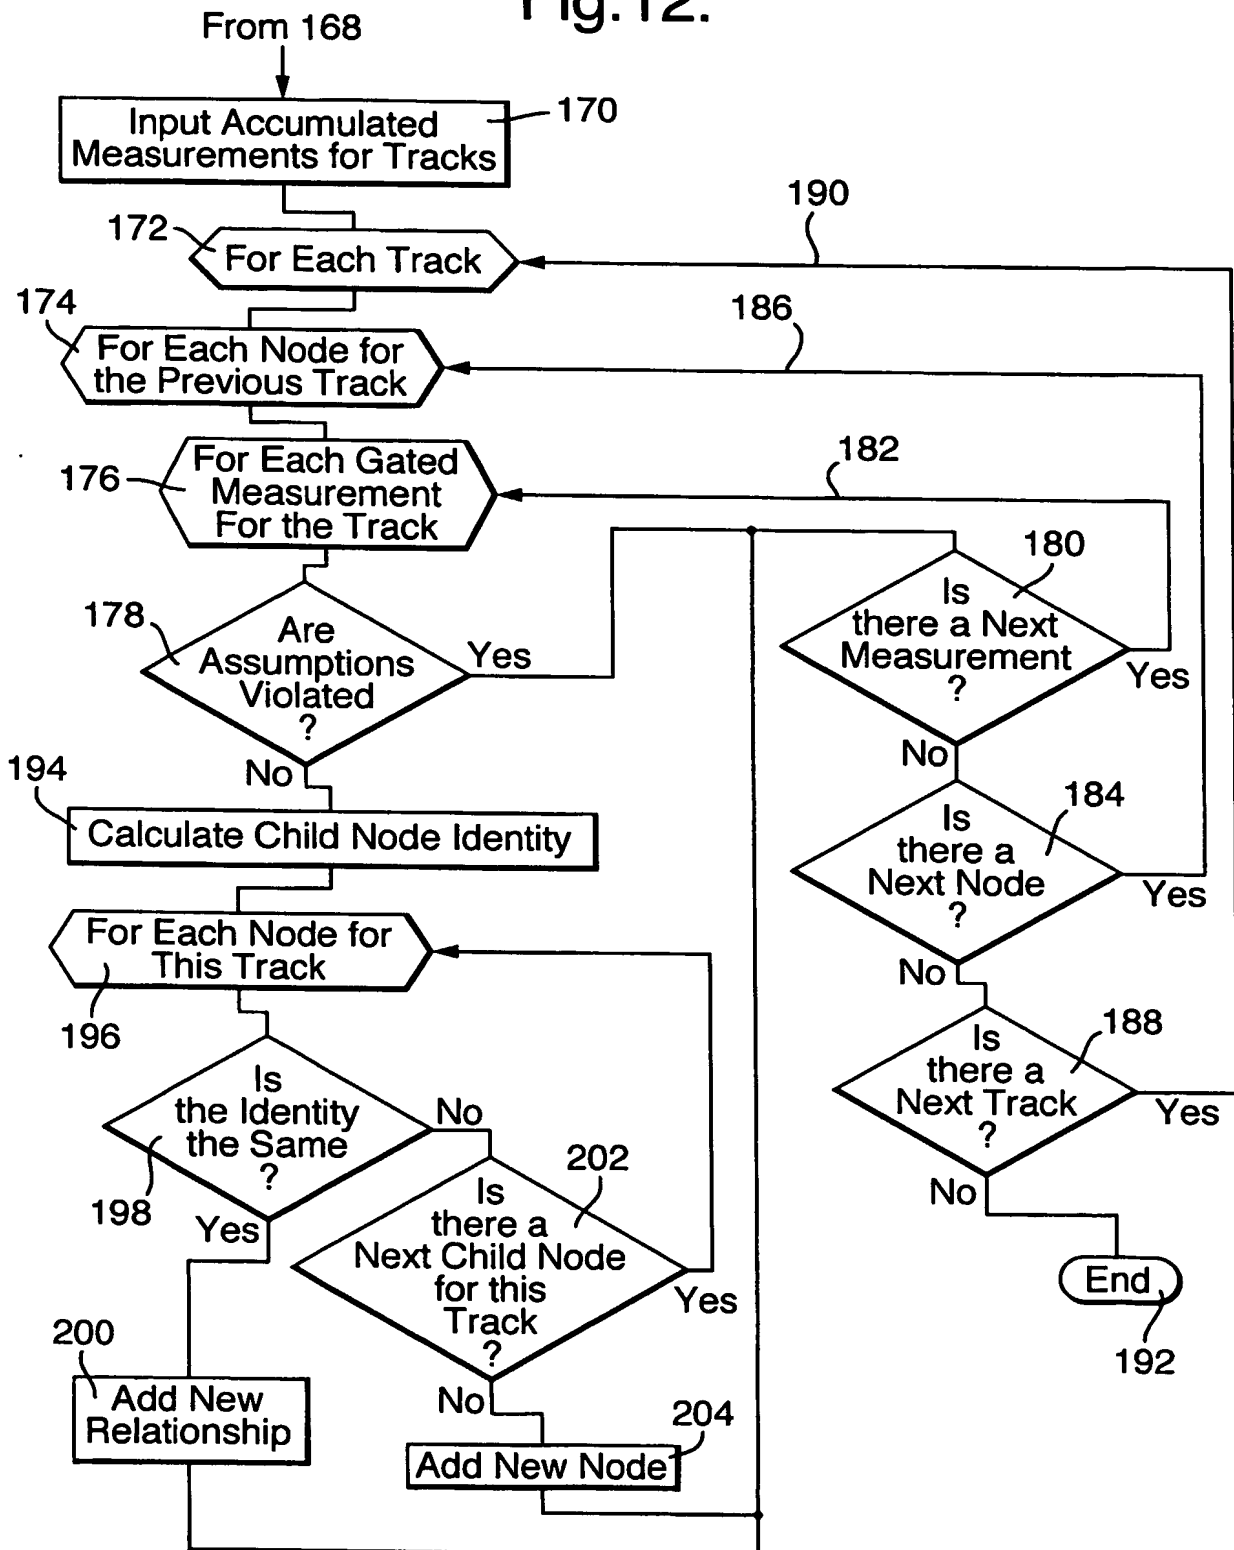 Fig.12.
From 168
Input Accumulated
Measurements for Tracks
170
190
172
For Each Track
174
186
For Each Node for
the Previous Track
182
176
For Each Gated
Measurement
For the Track
180
Is
there a Next
Measurement
?
Yes
No
178
Are
Assumptions
Violated
?
Yes
No
194
Calculate Child Node Identity
184
Is
there a
Next Node
?
Yes
No
For Each Node for
This Track
196
188
Is
there a
Next Track
?
Yes
No
Is
the Identity
the Same
?
No
198
Yes
202
Is
there a
Next Child Node
for this
Track
?
Yes
No
End
192
200
Add New
Relationship
204
Add New Node